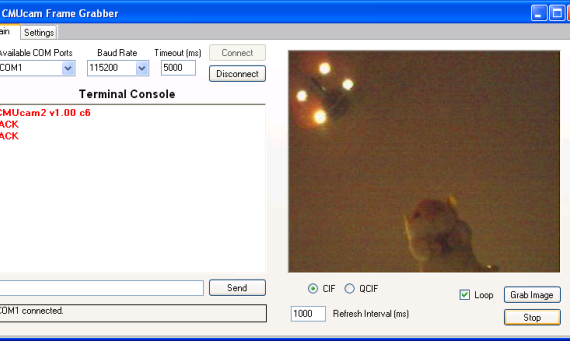 CMUcam Frame Grabber
ain Settings
Available COM Ports Baud Rate Timeout (ms) Connect
COM1 115200 5000 Disconnect
Terminal Console
CMUcam2 v1.00 c6
ACK
ACK
Send
COM1 connected.
CIF QCIF
Loop Grab Image
1000 Refresh Interval (ms) Stop